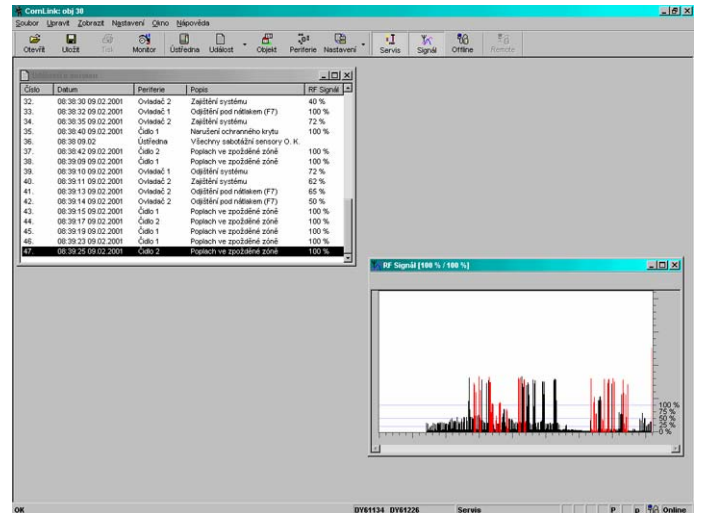 ComLink: obj 30
Soubor Upravit Zobrazit Nastavení Okno Nápověda
Otevřít Uložit Tisk Monitor Ústředna Událost Objekt Periferie Nastavení Servis Signál Offline Remote
Číslo Datum Periferie Popis RF Signál
32. 08:38:30 09.02.2001 Ovladač 2 Zajištění systému 40 %
33. 08:38:32 09.02.2001 Ovladač 1 Odjištění pod nátlakem (F7) 100 %
34. 08:38:35 09.02.2001 Ovladač 2 Zajištění systému 72 %
35. 08:38:40 09.02.2001 Čidlo 1 Narušení ochranného krytu 100 %
36. 08:38 09.02 Ústředna Všechny sabotážní sensory O. K.
37. 08:38:42 09.02.2001 Čidlo 2 Poplach ve zpožděné zóně 100 %
38. 08:39:09 09.02.2001 Čidlo 1 Poplach ve zpožděné zóně 100 %
39. 08:39:10 09.02.2001 Ovladač 1 Odjištění systému 72 %
40. 08:39:11 09.02.2001 Ovladač 2 Zajištění systému 62 %
41. 08:39:13 09.02.2001 Ovladač 2 Odjištění pod nátlakem (F7) 65 %
42. 08:39:14 09.02.2001 Ovladač 2 Odjištění pod nátlakem (F7) 50 %
43. 08:39:15 09.02.2001 Čidlo 1 Poplach ve zpožděné zóně 100 %
44. 08:39:17 09.02.2001 Čidlo 2 Poplach ve zpožděné zóně 100 %
45. 08:39:19 09.02.2001 Čidlo 1 Poplach ve zpožděné zóně 100 %
46. 08:39:23 09.02.2001 Čidlo 1 Poplach ve zpožděné zóně 100 %
47. 08:39:25 09.02.2001 Čidlo 2 Poplach ve zpožděné zóně 100 %
RF Signál [100 % / 100 %]
100 %
75 %
50 %
25 %
0 %
OK DY61134 DY61226 Servis P p Online